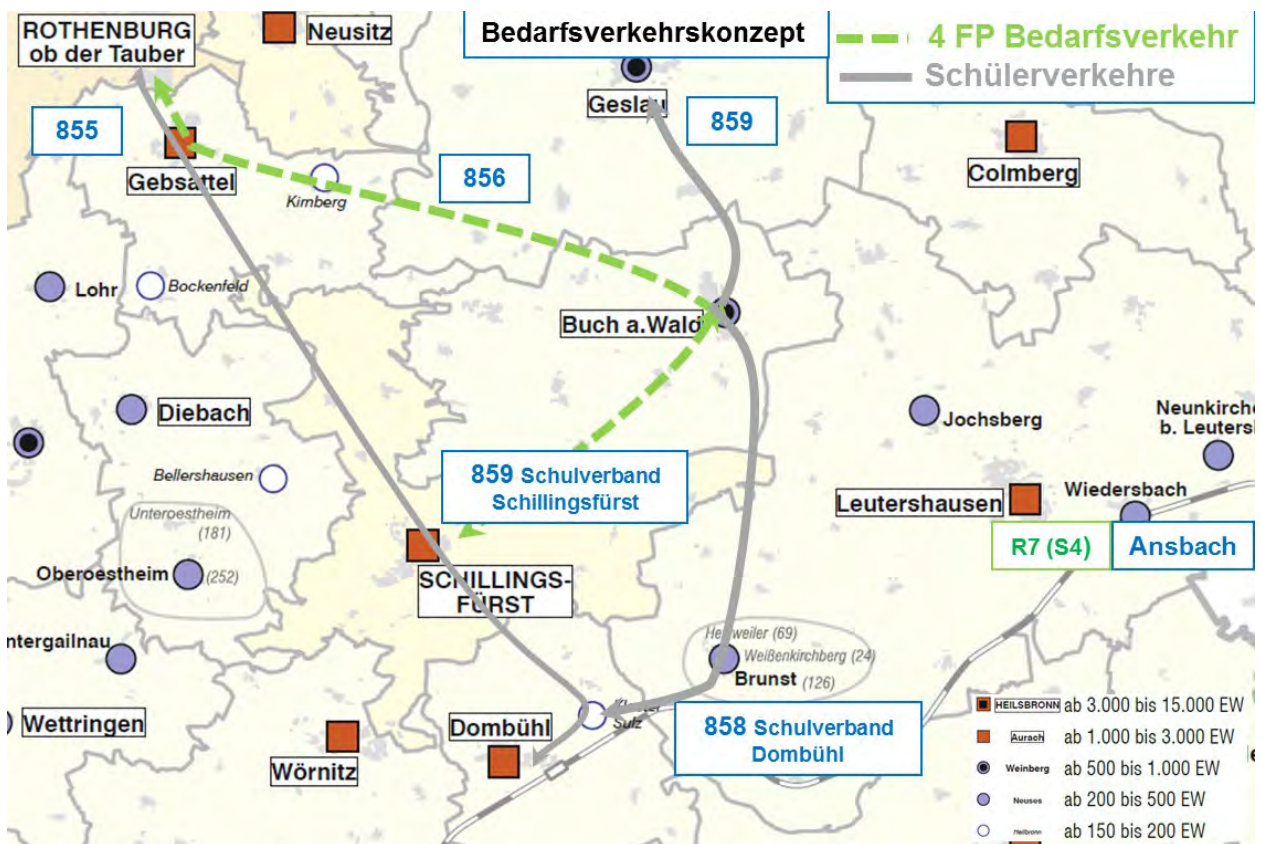 ROTHENBURG
ob der Tauber
Neusitz
Bedarfsverkehrskonzept
4 FP Bedarfsverkehr
Schülerverkehre
Geslau
855
859
Gebsattel
856
Kirnberg
Colmberg
Lohr
Bockenfeld
Buch a.Wald
Diebach
Jochsberg
Neunkirche
b. Leutersh
Bellershausen
859 Schulverband
Schillingsfürst
Leutershausen
Wiedersbach
Unteroestheim
(181)
R7 (S4)
Ansbach
Oberoestheim
(252)
SCHILLINGS-
FÜRST
ntergailnau
(69)
Weißenkirchberg (24)
Brunst (126)
Wettringen
Dombühl
Sulz
858 Schulverband
Dombühl
Wörnitz
HEILSBRONN ab 3.000 bis 15.000 EW
Aurach ab 1.000 bis 3.000 EW
Weinberg ab 500 bis 1.000 EW
Neuses ab 200 bis 500 EW
Heilbronn ab 150 bis 200 EW